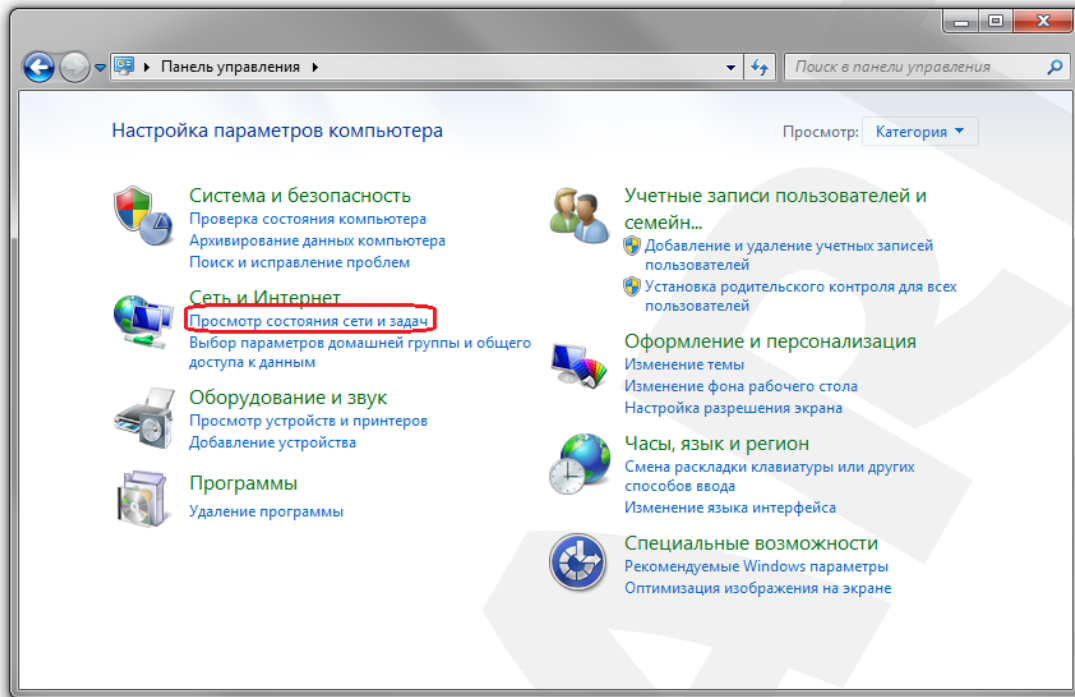 Панель управления
Поиск в панели управления
Настройка параметров компьютера
Просмотр: Категория
Система и безопасность
Проверка состояния компьютера
Архивирование данных компьютера
Поиск и исправление проблем
Сеть и Интернет
Просмотр состояния сети и задач
Выбор параметров домашней группы и общего
доступа к данным
Оборудование и звук
Просмотр устройств и принтеров
Добавление устройства
Программы
Удаление программы
Учетные записи пользователей и
семейн...
Добавление и удаление учетных записей
пользователей
Установка родительского контроля для всех
пользователей
Оформление и персонализация
Изменение темы
Изменение фона рабочего стола
Настройка разрешения экрана
Часы, язык и регион
Смена раскладки клавиатуры или других
способов ввода
Изменение языка интерфейса
Специальные возможности
Рекомендуемые Windows параметры
Оптимизация изображения на экране